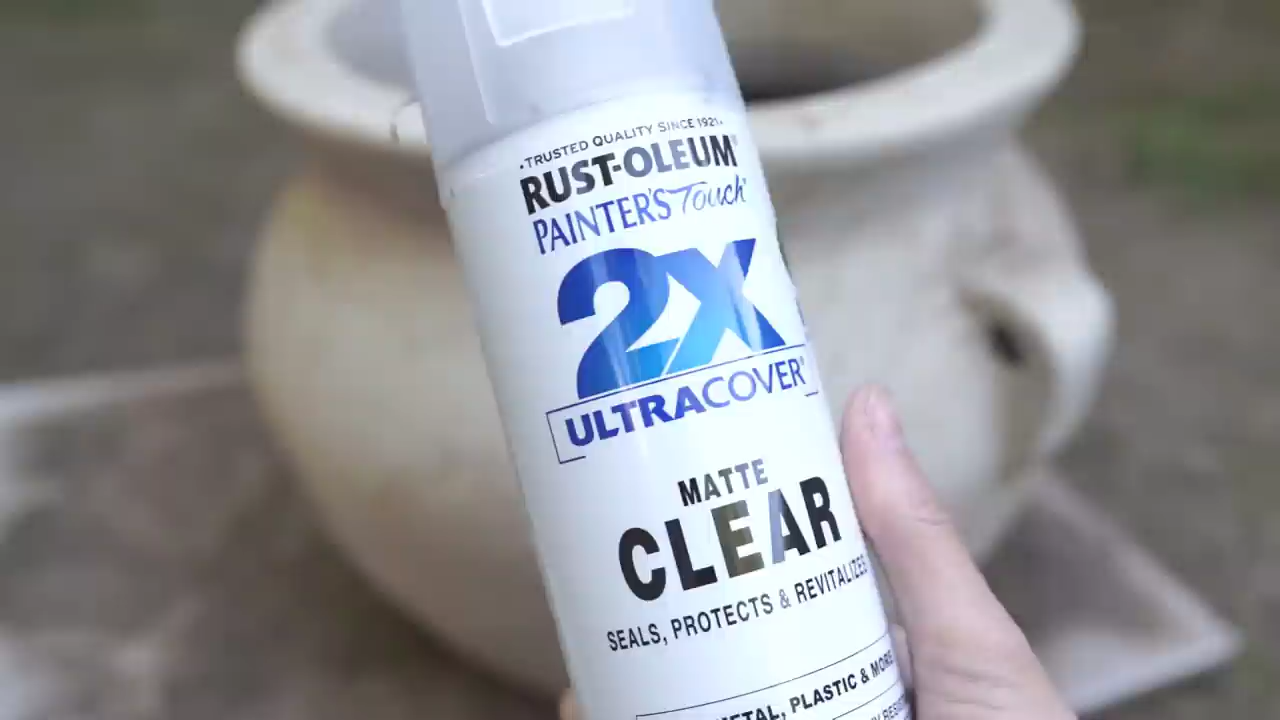 ·TRUSTED QUALITY SINCE 1921·
RUST-OLEUM®
PAINTER'S Touch®
2X
ULTRACOVER®
MATTE
CLEAR
SEALS, PROTECTS & REVITALIZES
METAL, PLASTIC & MORE